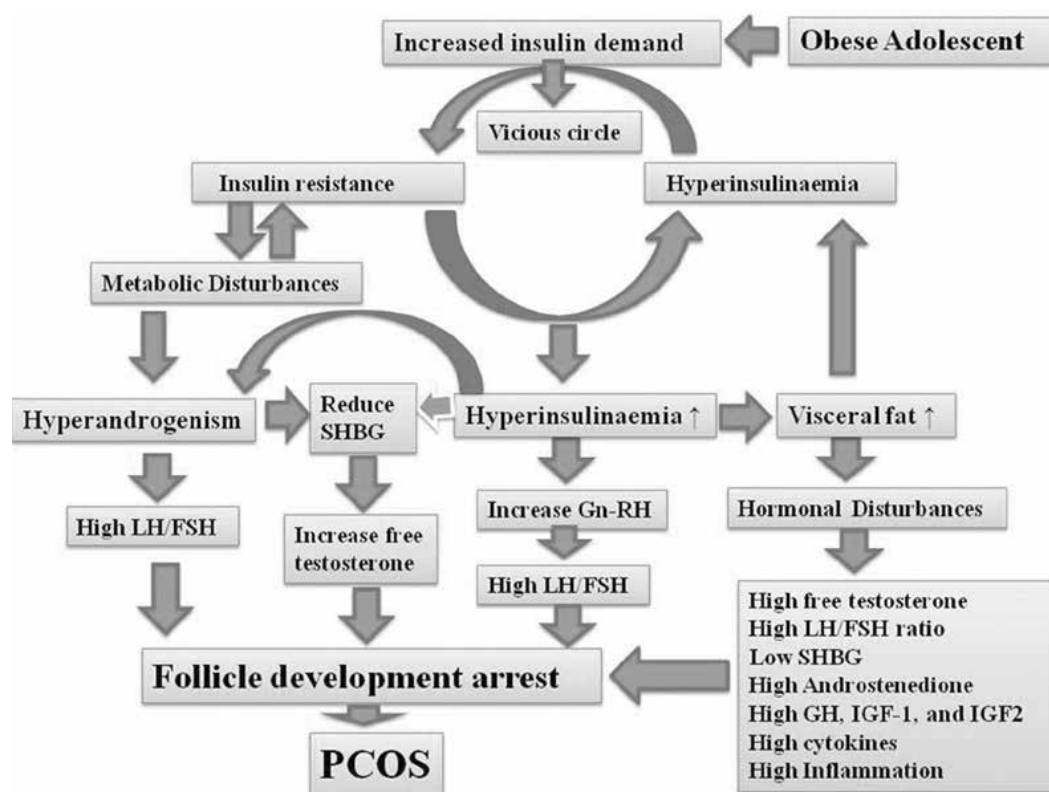 Increased insulin demand
Obese Adolescent
Vicious circle
Insulin resistance
Hyperinsulinaemia
Metabolic Disturbances
Hyperandrogenism
Reduce
SHBG
Hyperinsulinaemia ↑
Visceral fat ↑
High LH/FSH
Increase free
testosterone
Increase Gn-RH
High LH/FSH
Hormonal Disturbances
High free testosterone
High LH/FSH ratio
Low SHBG
High Androstenedione
High GH, IGF-1, and IGF2
High cytokines
High Inflammation
Follicle development arrest
PCOS